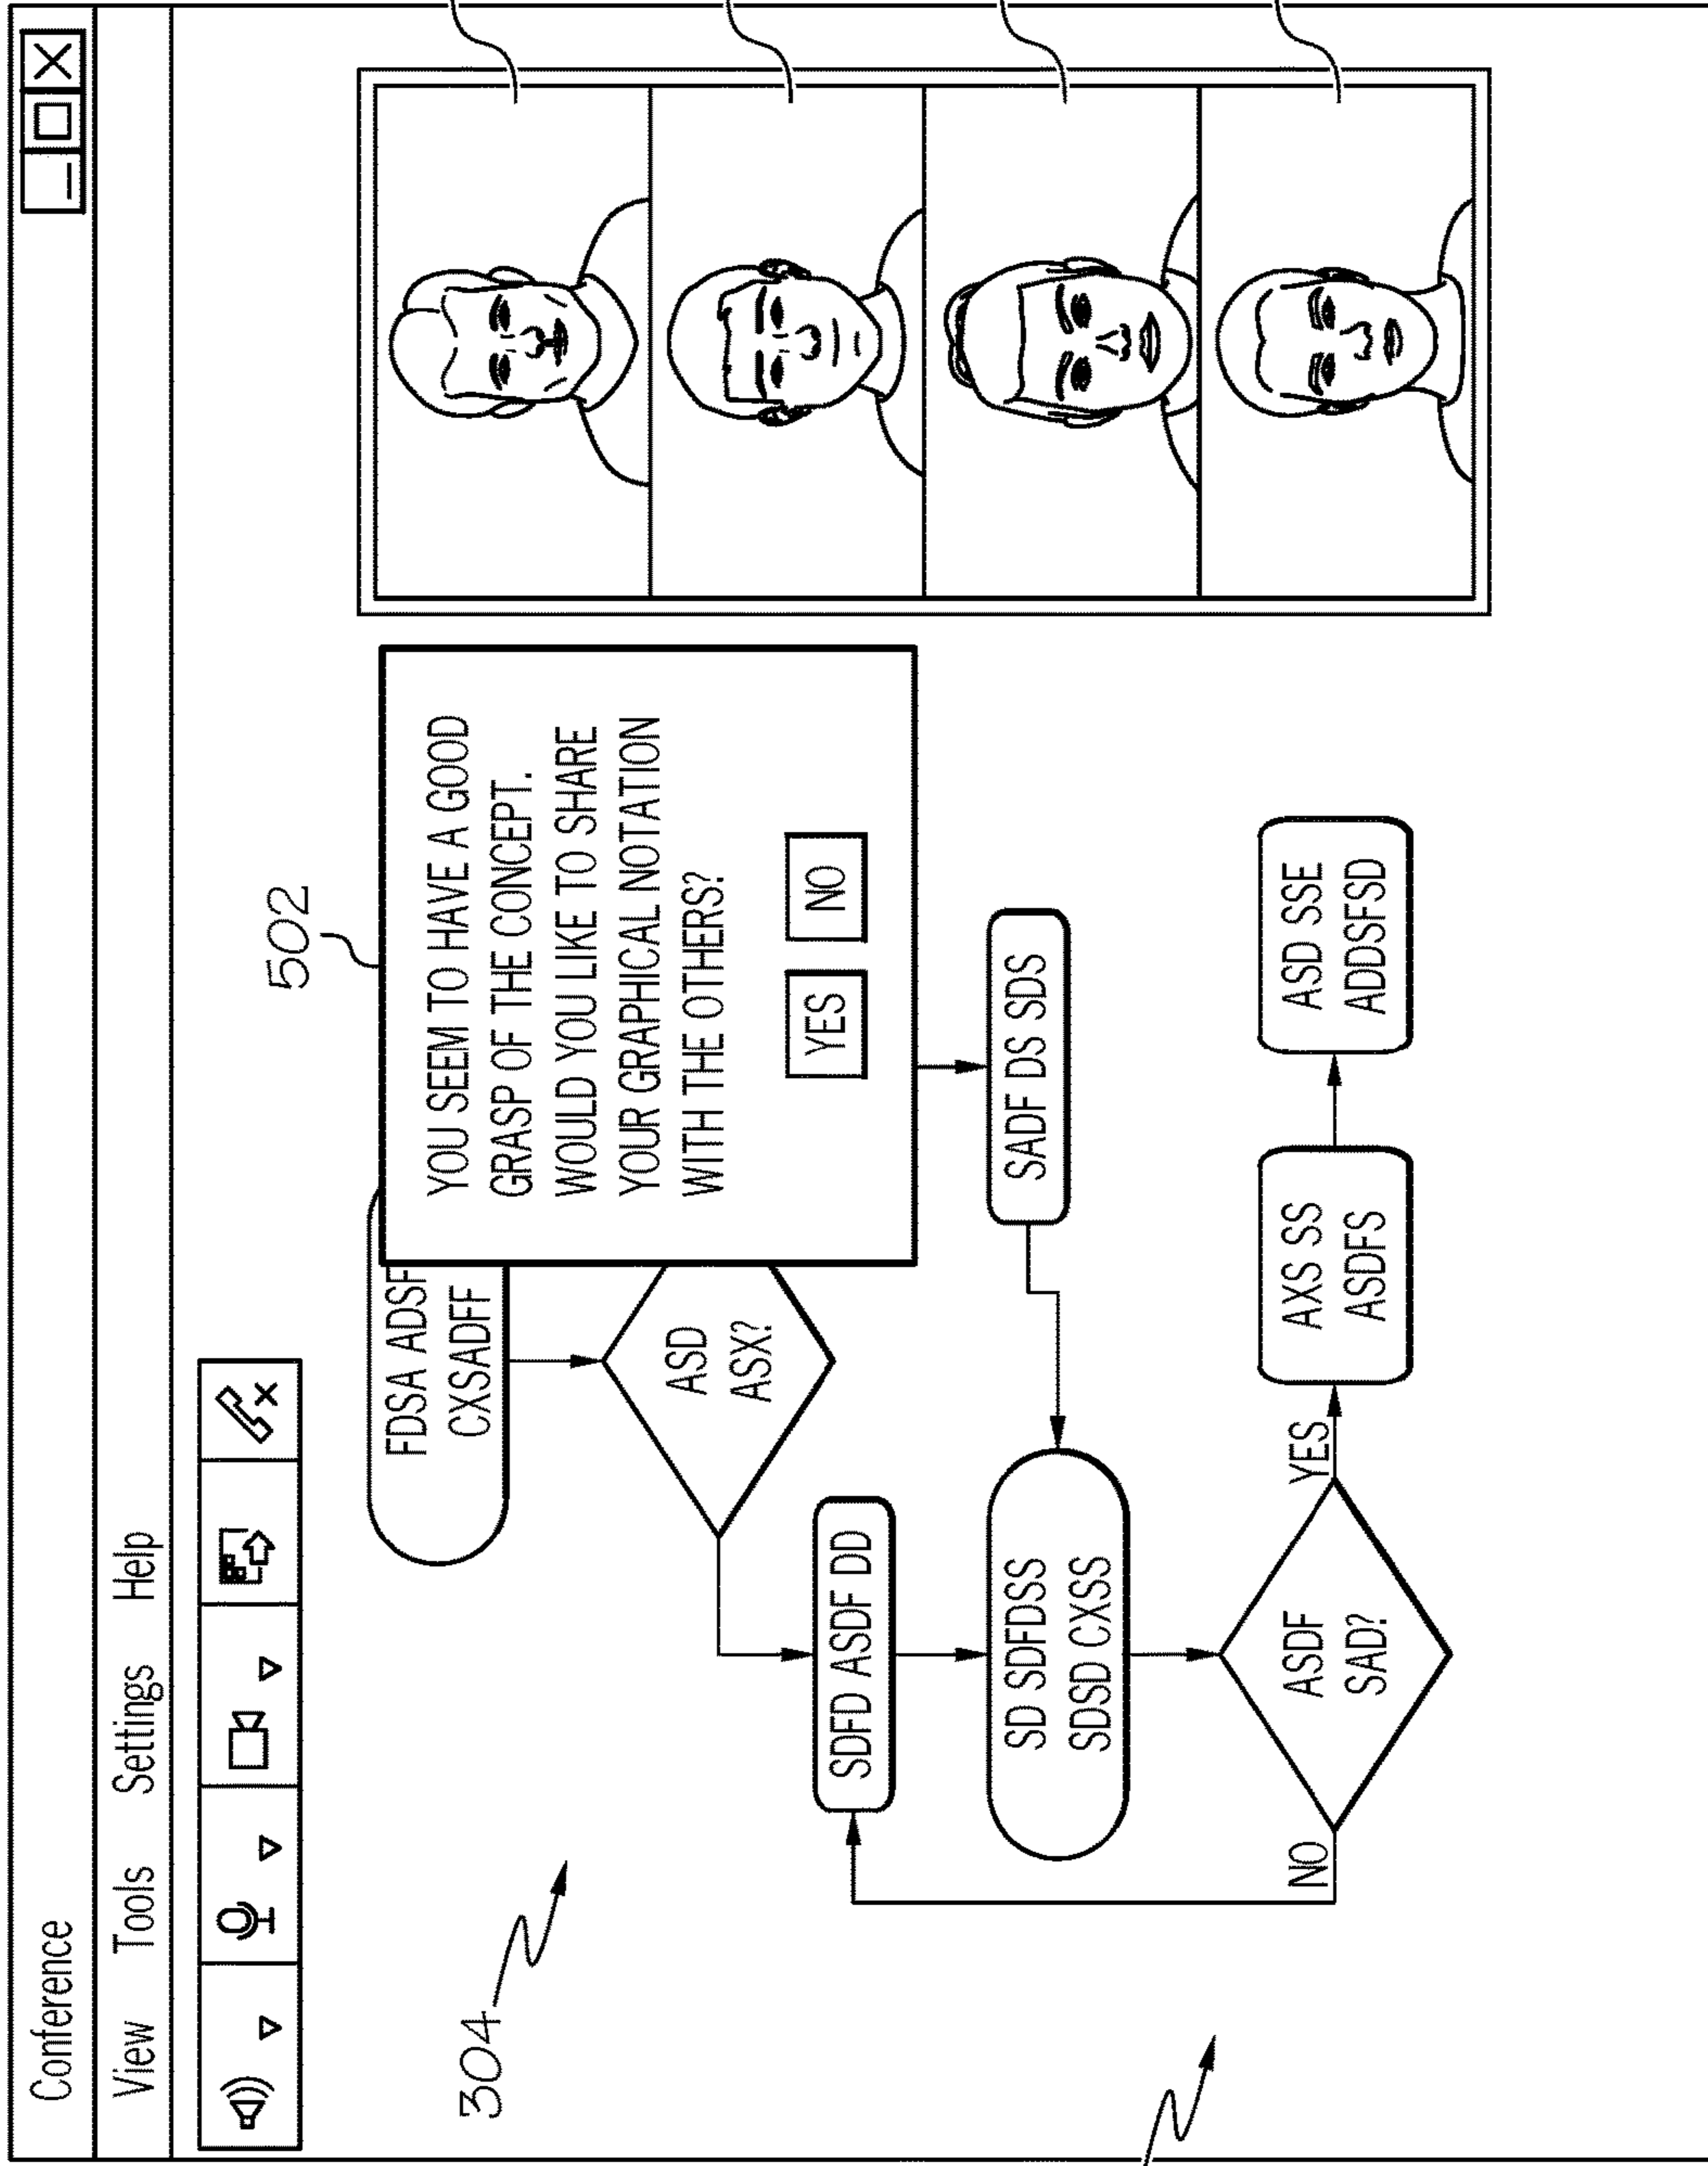 Conference
View Tools Settings Help
304
502
YOU SEEM TO HAVE A GOOD
GRASP OF THE CONCEPT.
WOULD YOU LIKE TO SHARE
YOUR GRAPHICAL NOTATION
WITH THE OTHERS?
YES NO
FDSA ADSF
CXSADFF
ASD
ASX?
SDFD ASDF DD
SADF DS SDS
SD SDFDSS
SDSD CXSS
ASDF
SAD?
NO
YES
AXS SS
ASDFS
ASD SSE
ADDSFSD